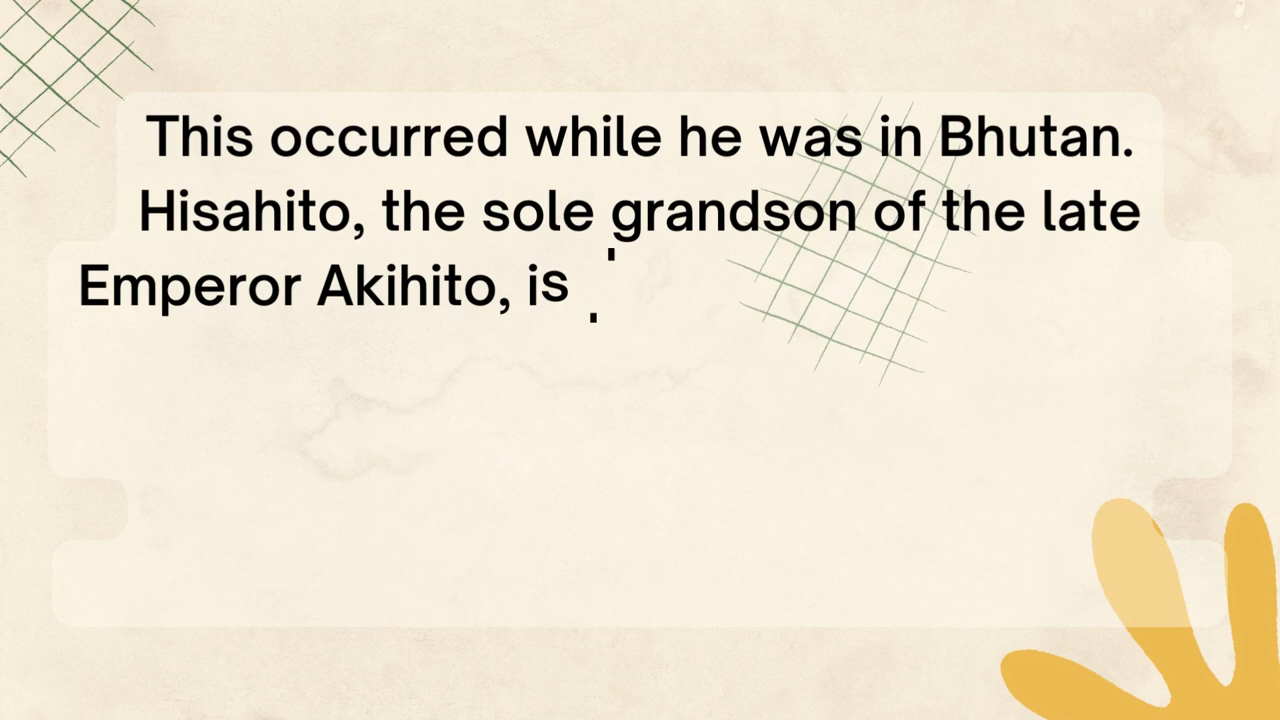 This occurred while he was in Bhutan.
Hisahito, the sole grandson of the late
Emperor Akihito, is